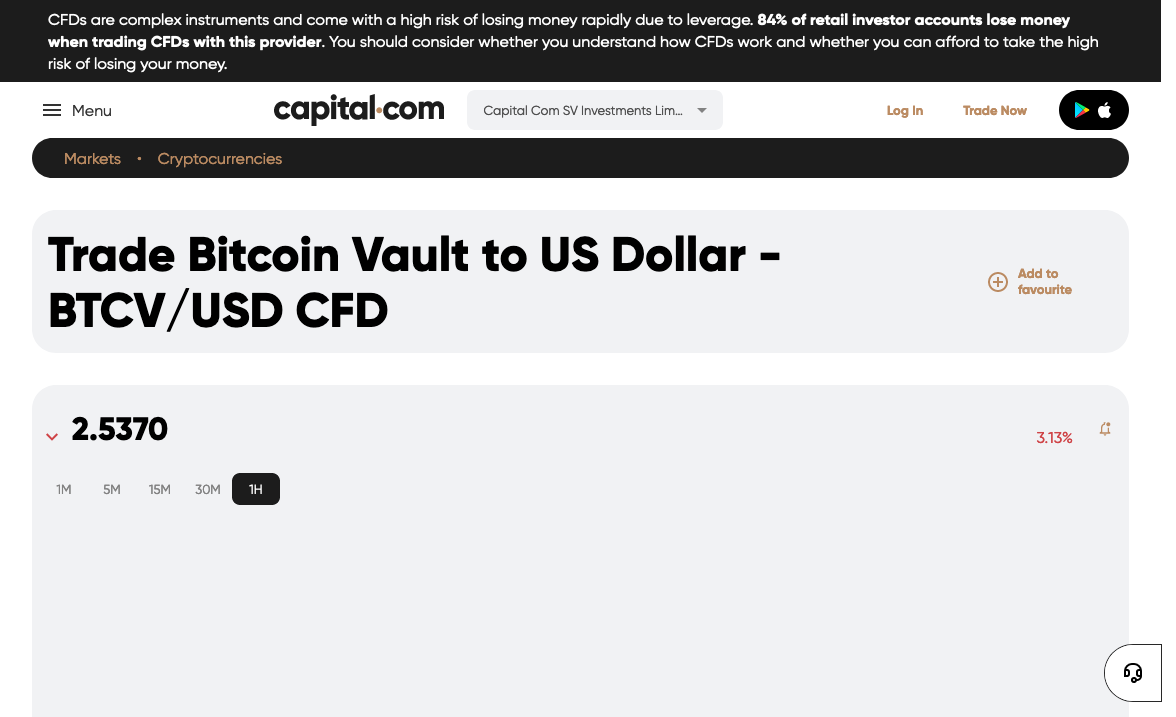 CFDs are complex instruments and come with a high risk of losing money rapidly due to leverage. 84% of retail investor accounts lose money
when trading CFDs with this provider. You should consider whether you understand how CFDs work and whether you can afford to take the high
risk of losing your money.
Menu
capital.com
Capital Com SV Investments Lim...
Log In
Trade Now
Markets • Cryptocurrencies
Trade Bitcoin Vault to US Dollar -
BTCV/USD CFD
Add to
favourite
2.5370
3.13%
1M 5M 15M 30M 1H